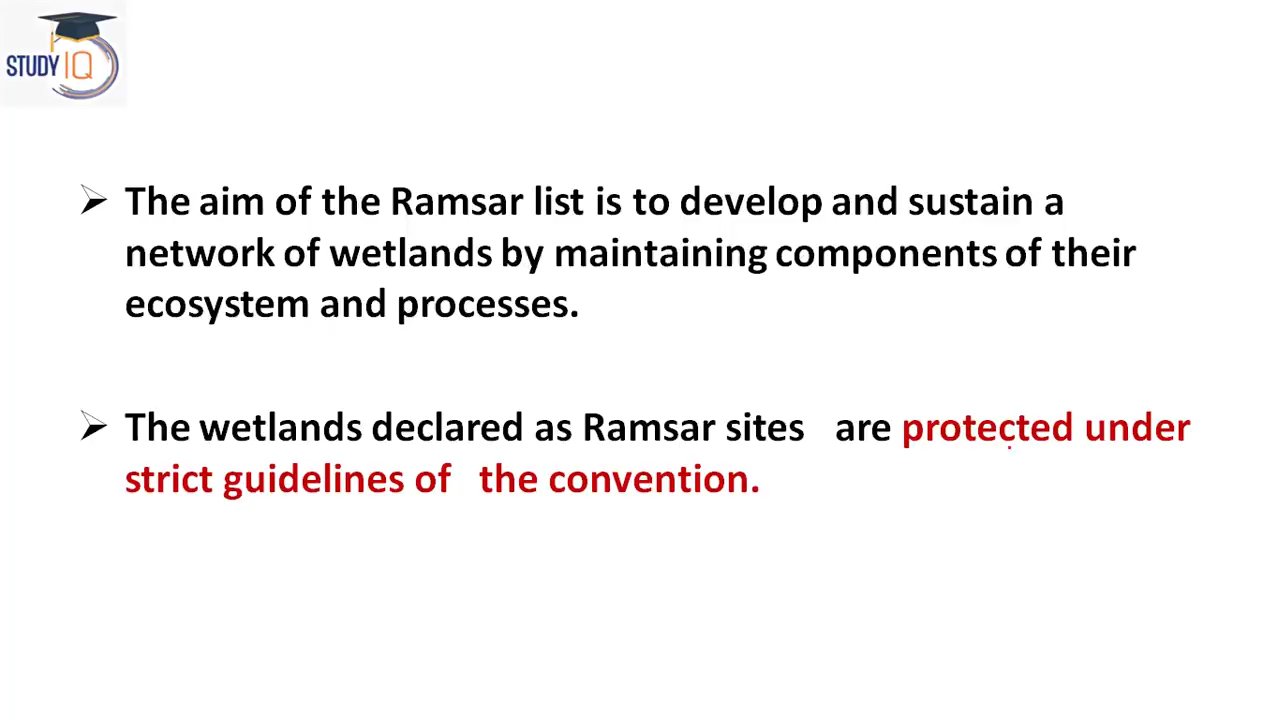 STUDY IQ
The aim of the Ramsar list is to develop and sustain a
network of wetlands by maintaining components of their
ecosystem and processes.
The wetlands declared as Ramsar sites are protected under
strict guidelines of the convention.